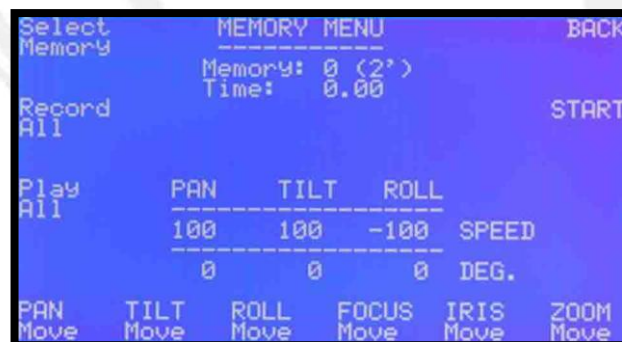 Select MEMORY MENU BACK
Memory
Memory: 0 (2')
Time: 0.00
Record START
All
Play PAN TILT ROLL
All
100 100 -100 SPEED
0 0 0 DEG.
PAN TILT ROLL FOCUS IRIS ZOOM
Move Move Move Move Move Move